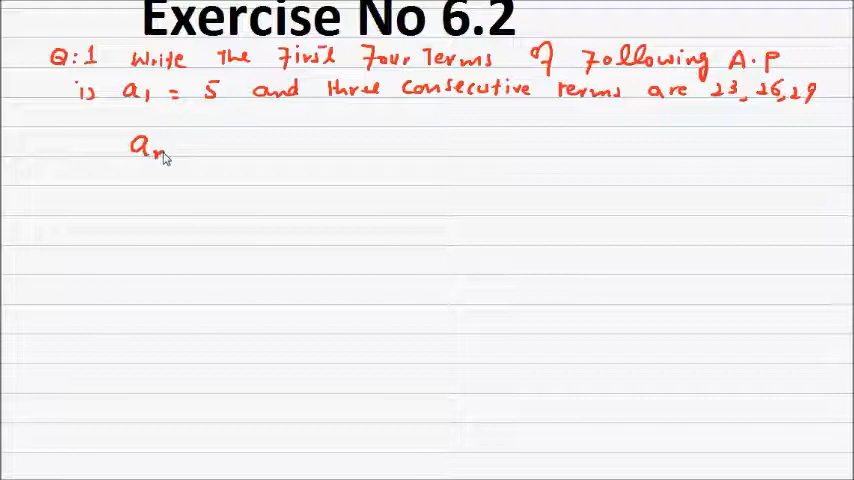 Exercise No 6.2
Q:1 Write The First Four Terms of Following A.P
is a₁ = 5 and three consecutive terms are 23, 26, 29
aₙ